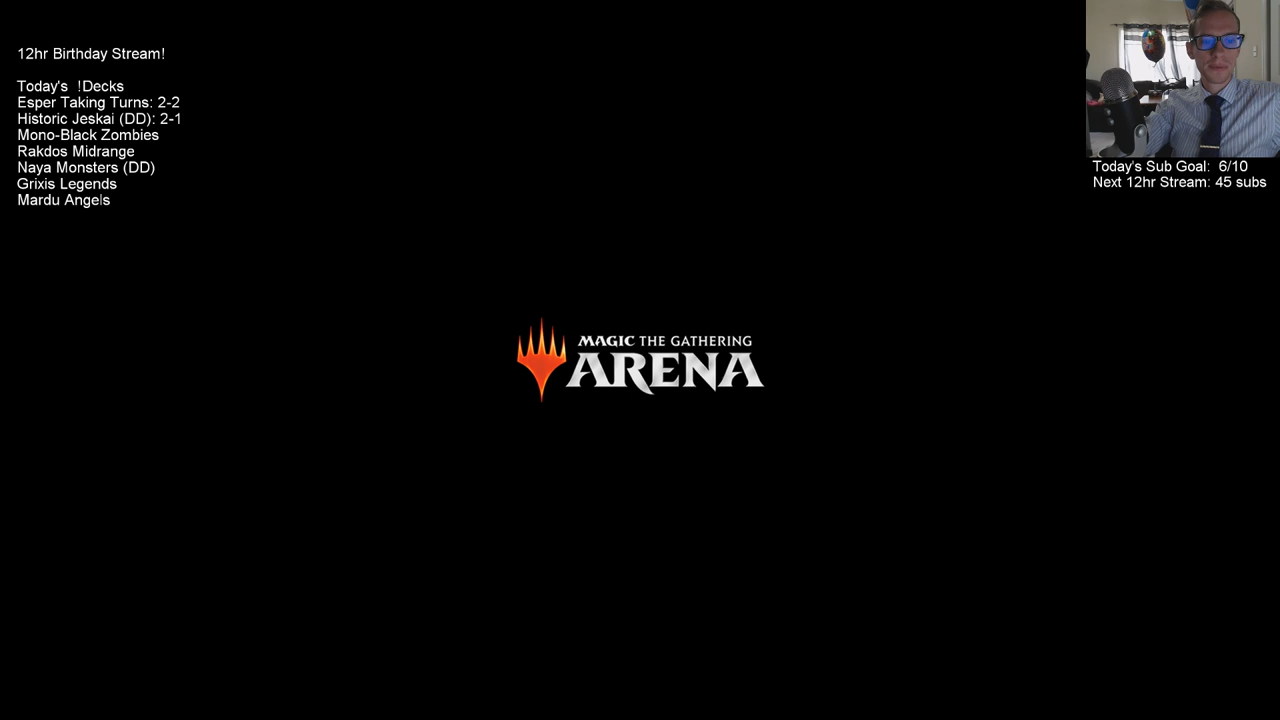 12hr Birthday Stream!
Today's !Decks
Esper Taking Turns: 2-2
Historic Jeskai (DD): 2-1
Mono-Black Zombies
Rakdos Midrange
Naya Monsters (DD)
Grixis Legends
Mardu Angels
Today's Sub Goal: 6/10
Next 12hr Stream: 45 subs
MAGIC THE GATHERING
ARENA